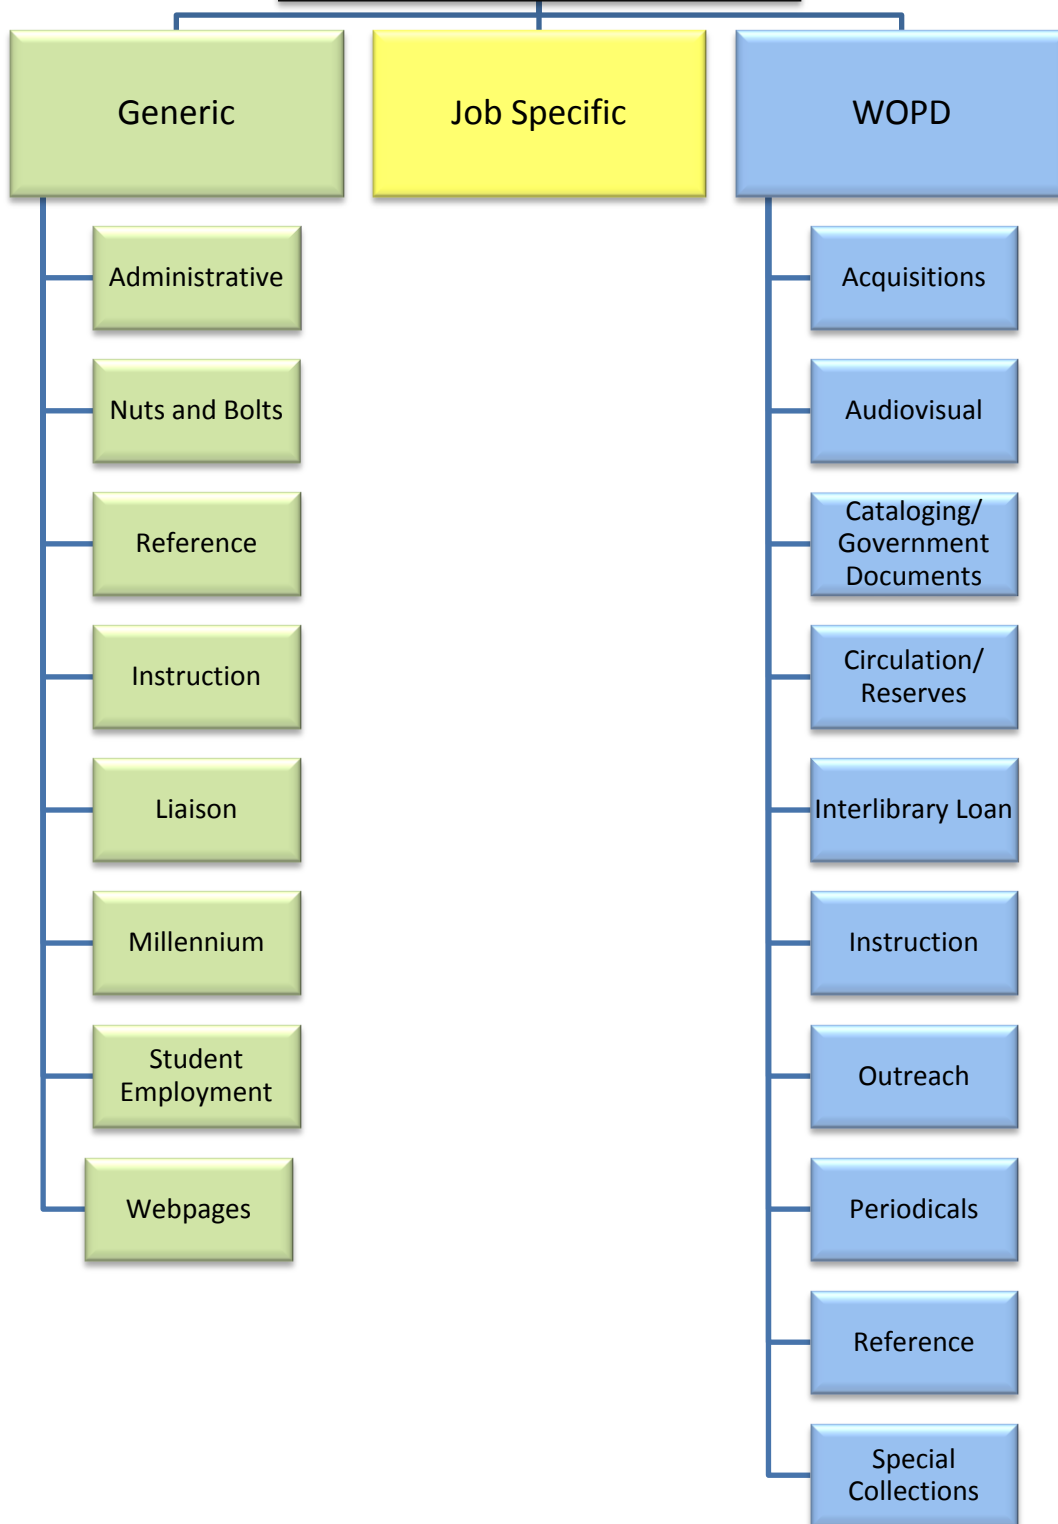 Generic
Job Specific
WOPD
Administrative
Nuts and Bolts
Reference
Instruction
Liaison
Millennium
Student
Employment
Webpages
Acquisitions
Audiovisual
Cataloging/
Government
Documents
Circulation/
Reserves
Interlibrary Loan
Instruction
Outreach
Periodicals
Reference
Special
Collections